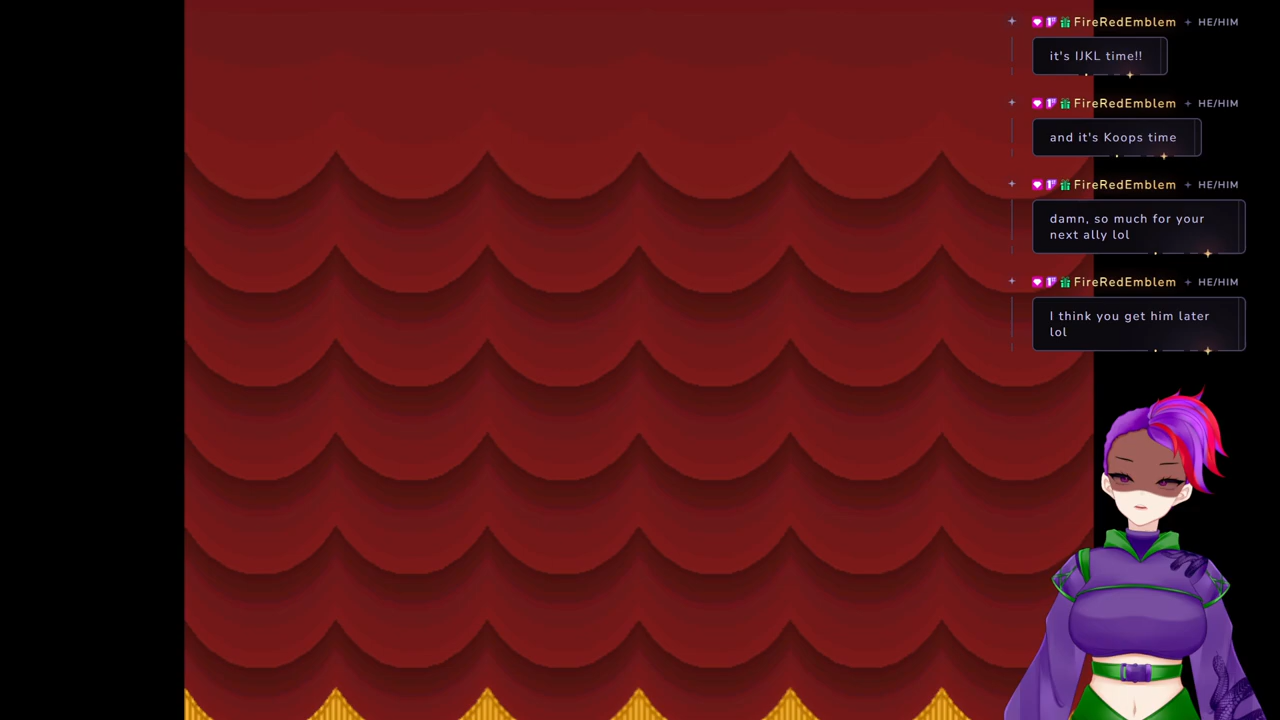 FireRedEmblem HE/HIM
it's IJKL time!!
FireRedEmblem HE/HIM
and it's Koops time
FireRedEmblem HE/HIM
damn, so much for your
next ally lol
FireRedEmblem HE/HIM
I think you get him later
lol